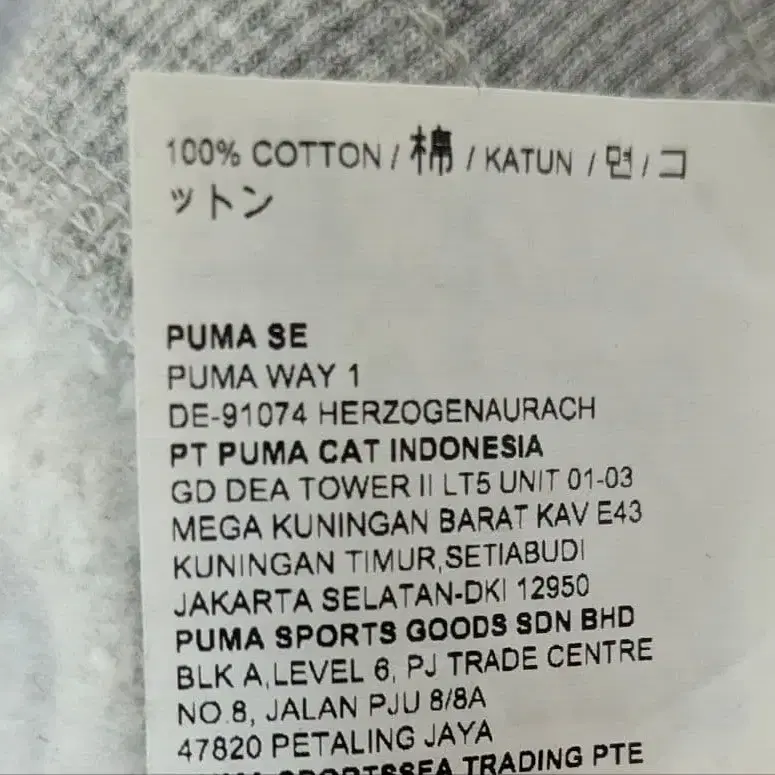 100% COTTON / 棉 / KATUN / 면 / コ
ットン
PUMA SE
PUMA WAY 1
DE-91074 HERZOGENAURACH
PT PUMA CAT INDONESIA
GD DEA TOWER II LT5 UNIT 01-03
MEGA KUNINGAN BARAT KAV E43
KUNINGAN TIMUR,SETIABUDI
JAKARTA SELATAN-DKI 12950
PUMA SPORTS GOODS SDN BHD
BLK A,LEVEL 6, PJ TRADE CENTRE
NO.8, JALAN PJU 8/8A
47820 PETALING JAYA
PUMA SPORTSSEA TRADING PTE